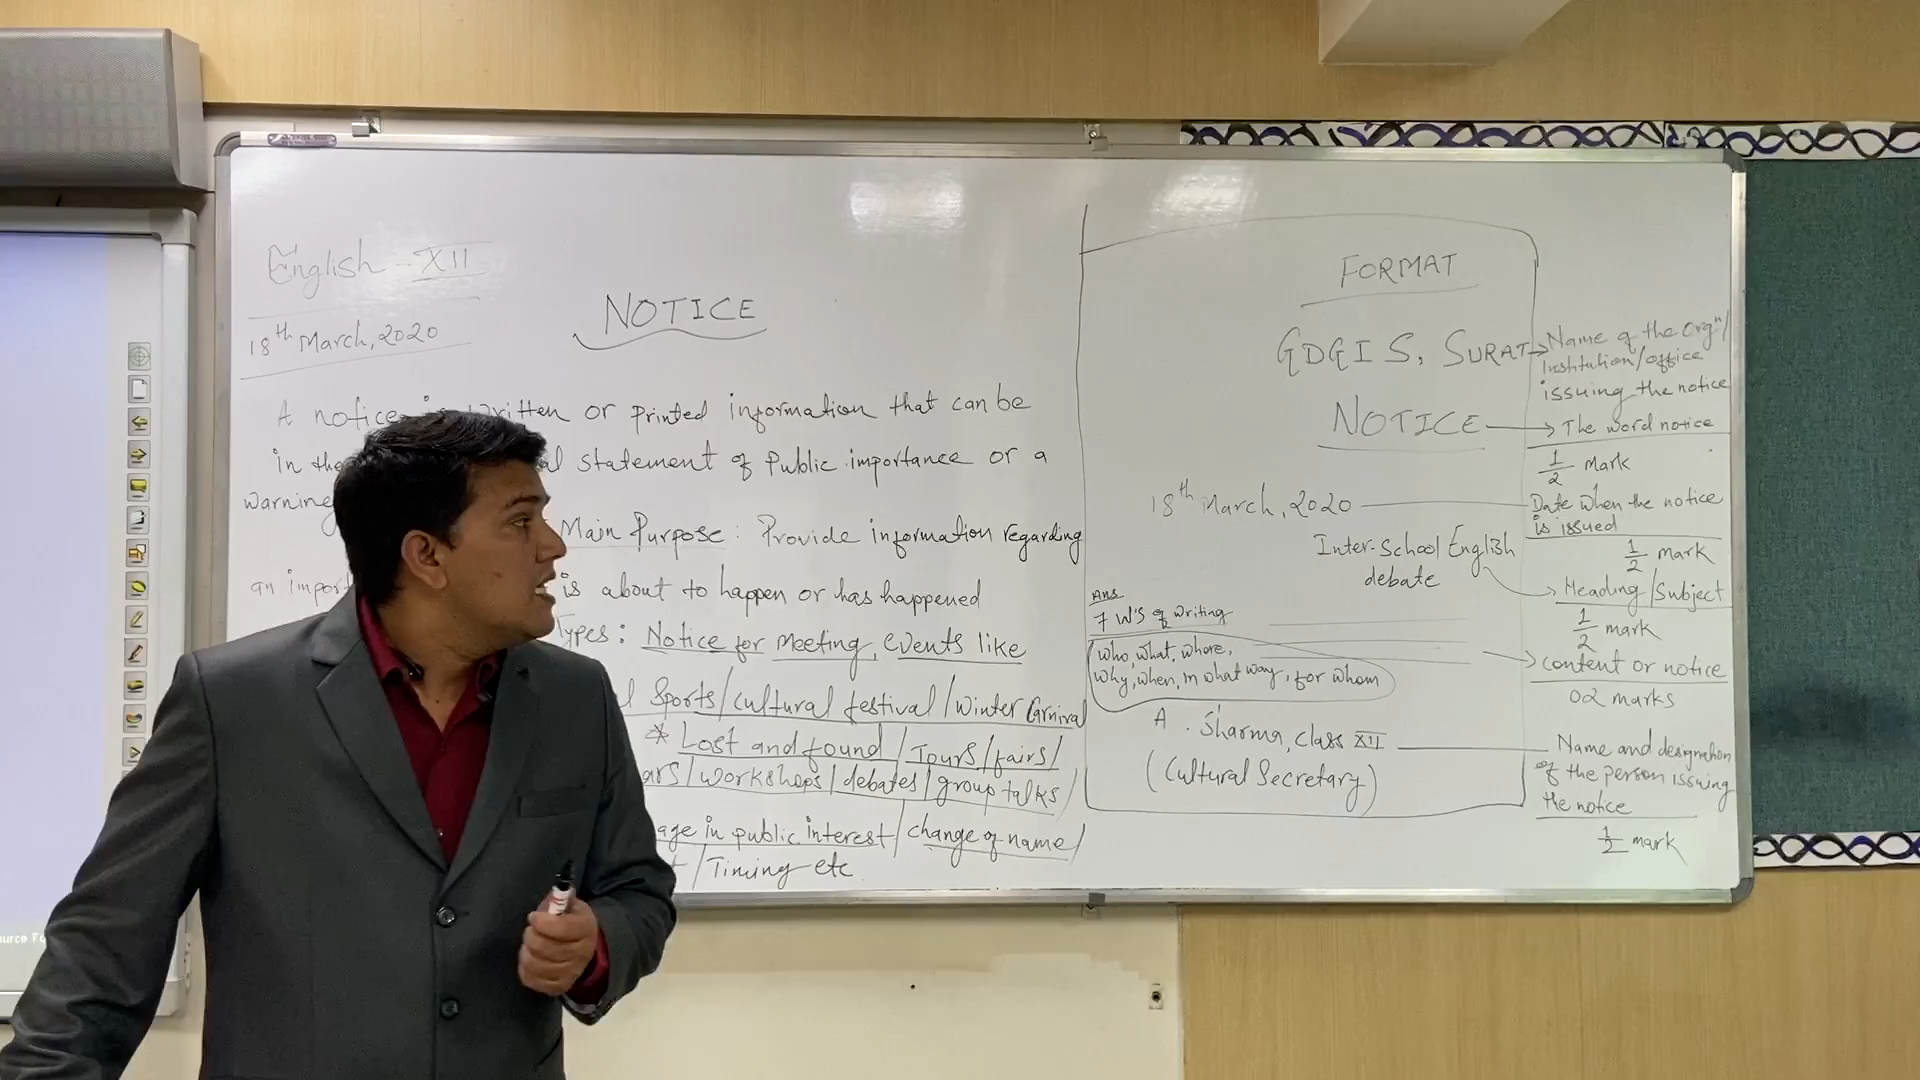 English - XII
18th March, 2020
NOTICE
A notice is written or printed information that can be
in the al statement of Public importance or a
warning
Main Purpose : Provide information regarding
an import is about to happen or has happened
Types : Notice for Meeting, Events like
Sports/cultural festival/Winter Carnival
* Lost and found/Tours/fairs/
ars/workshops/debates/group talks/
age in public interest/change of name/
t/Timing etc
FORMAT
GDGIS, SURAT
NOTICE
18th March, 2020
Inter-School English
debate
Ans
7 W'S of writing
who, what, where,
why, when, in what way, for whom
A. Sharma, Class XII
(Cultural Secretary)
Name of the Orgn/
Institution/office
issuing the notice
The word notice
1/2 Mark
Date when the notice
is issued
1/2 mark
Heading/Subject
1/2 mark
content or notice
02 marks
Name and designation
of the person issuing
the notice
1/2 mark